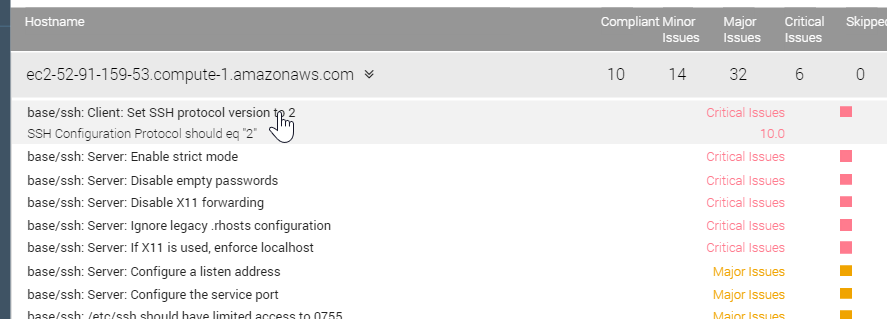 Hostname Compliant Minor Issues Major Issues Critical Issues Skipped
ec2-52-91-159-53.compute-1.amazonaws.com 10 14 32 6 0
base/ssh: Client: Set SSH protocol version to 2 Critical Issues
SSH Configuration Protocol should eq "2" 10.0
base/ssh: Server: Enable strict mode Critical Issues
base/ssh: Server: Disable empty passwords Critical Issues
base/ssh: Server: Disable X11 forwarding Critical Issues
base/ssh: Server: Ignore legacy .rhosts configuration Critical Issues
base/ssh: Server: If X11 is used, enforce localhost Critical Issues
base/ssh: Server: Configure a listen address Major Issues
base/ssh: Server: Configure the service port Major Issues
base/ssh: /etc/ssh should have limited access to 0755 Major Issues